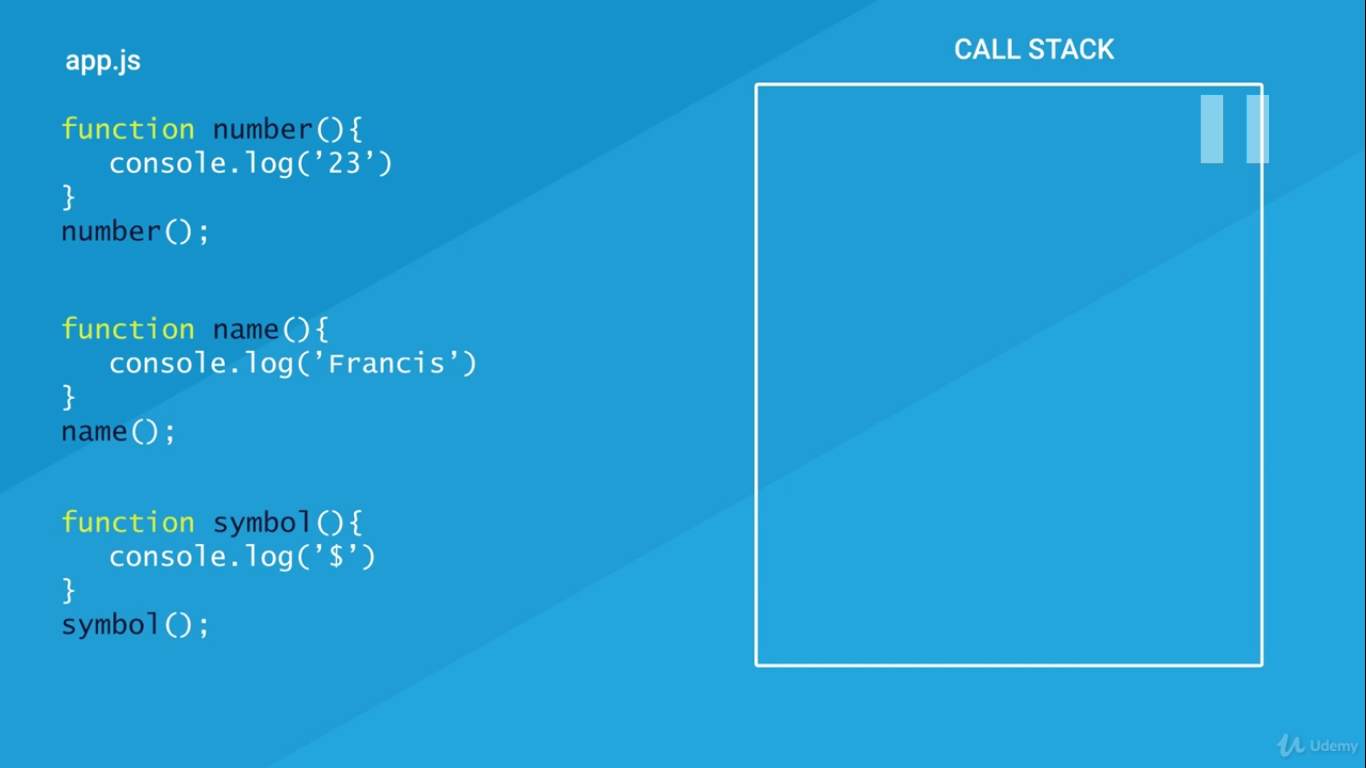 app.js
function number(){
console.log('23')
}
number();
function name(){
console.log('Francis')
}
name();
function symbol(){
console.log('$')
}
symbol();
CALL STACK
Udemy